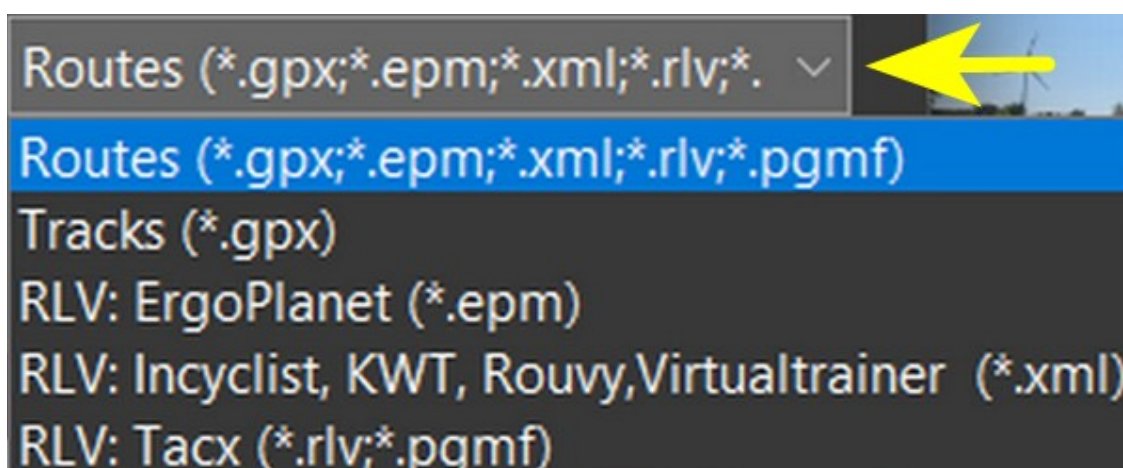 Routes (*.gpx;*.epm;*.xml;*.rlv;*.
Routes (*.gpx;*.epm;*.xml;*.rlv;*.pgmf)
Tracks (*.gpx)
RLV: ErgoPlanet (*.epm)
RLV: Incyclist, KWT, Rouvy,Virtualtrainer  (*.xml)
RLV: Tacx (*.rlv;*.pgmf)